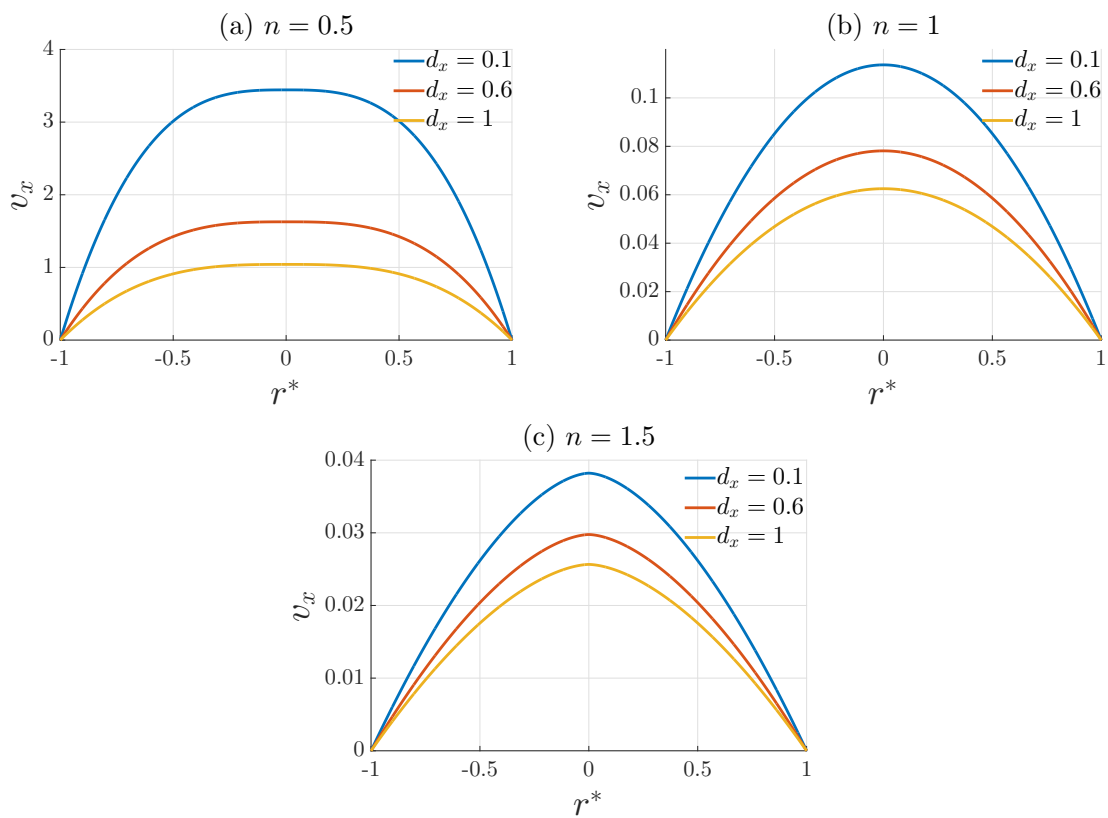 (a) n = 0.5
4
3
2
1
0
-1
-0.5
0
0.5
1
v_x
r*
d_x = 0.1
d_x = 0.6
d_x = 1
(b) n = 1
0.1
0.08
0.06
0.04
0.02
0
-1
-0.5
0
0.5
1
v_x
r*
d_x = 0.1
d_x = 0.6
d_x = 1
(c) n = 1.5
0.04
0.03
0.02
0.01
0
-1
-0.5
0
0.5
1
v_x
r*
d_x = 0.1
d_x = 0.6
d_x = 1